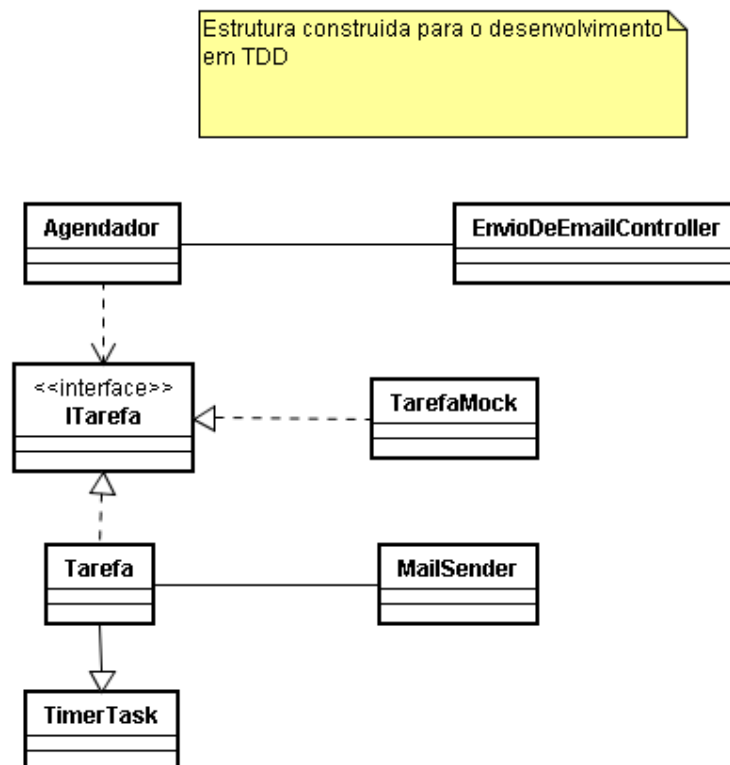 Estrutura construida para o desenvolvimento
em TDD
Agendador
EnvioDeEmailController
<<interface>>
ITarefa
TarefaMock
Tarefa
MailSender
TimerTask